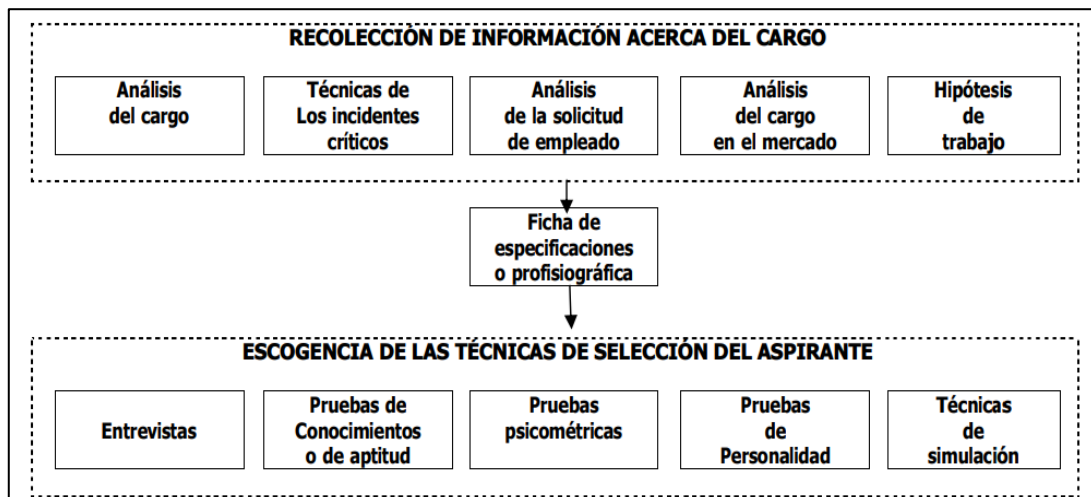 RECOLECCIÓN DE INFORMACIÓN ACERCA DEL CARGO
Análisis
del cargo
Técnicas de
Los incidentes
críticos
Análisis
de la solicitud
de empleado
Análisis
del cargo
en el mercado
Hipótesis
de
trabajo
Ficha de
especificaciones
o profisiográfica
ESCOGENCIA DE LAS TÉCNICAS DE SELECCIÓN DEL ASPIRANTE
Entrevistas
Pruebas de
Conocimientos
o de aptitud
Pruebas
psicométricas
Pruebas
de
Personalidad
Técnicas
de
simulación